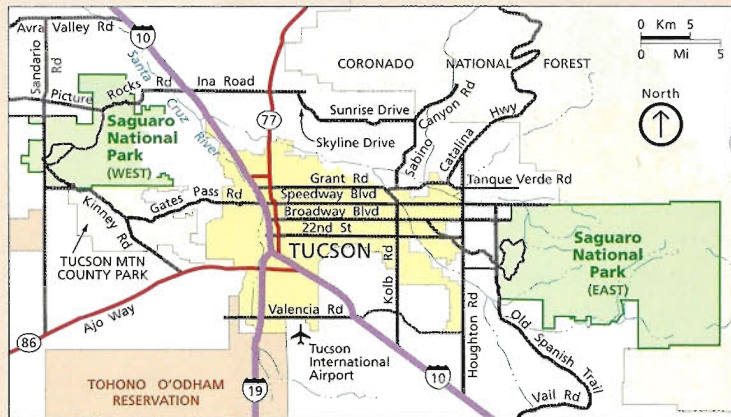 Avra Valley Rd
10
Sandario Rd
Santa Cruz River
Picture Rocks Rd
Ina Road
CORONADO NATIONAL FOREST
0 Km 5
0 Mi 5
North
Saguaro
National
Park
(WEST)
77
Sunrise Drive
Skyline Drive
Sabino Canyon Rd
Catalina Hwy
Grant Rd
Tanque Verde Rd
Gates Pass Rd
Speedway Blvd
Broadway Blvd
22nd St
Kinney Rd
TUCSON MTN
COUNTY PARK
TUCSON
Kolb Rd
Saguaro
National
Park
(EAST)
Ajo Way
86
Valencia Rd
Houghton Rd
Old Spanish Trail
Tucson
International
Airport
TOHONO O'ODHAM
RESERVATION
19
10
Vail Rd